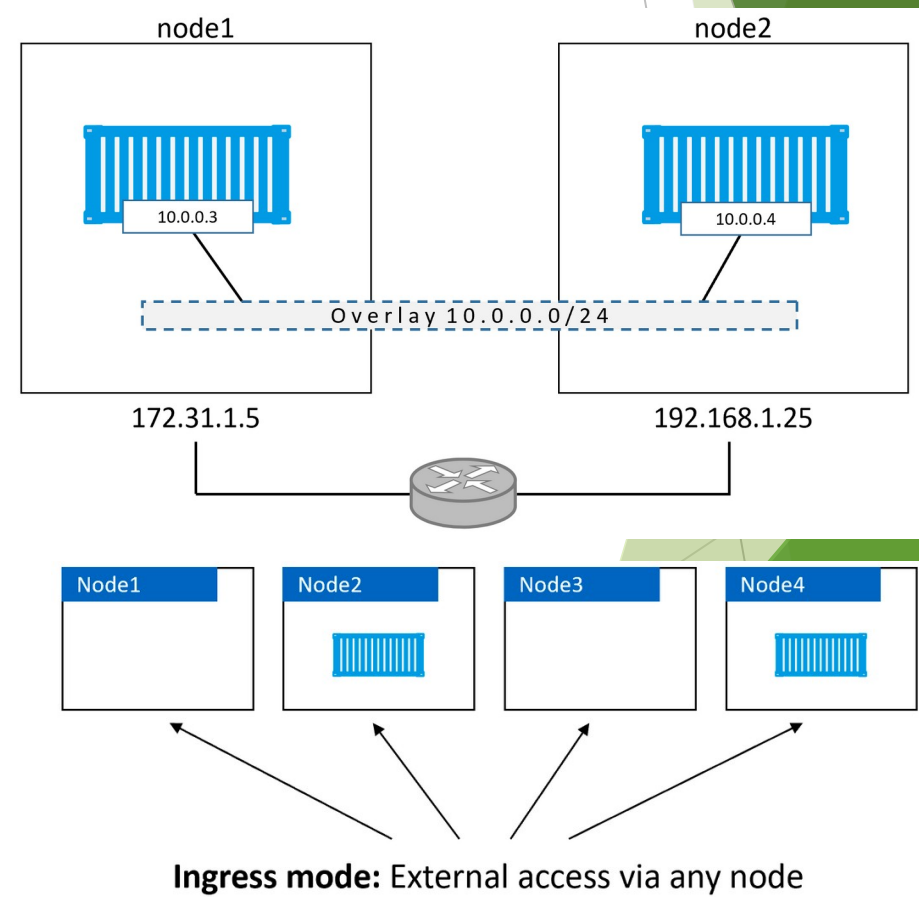 node1
node2
10.0.0.3
10.0.0.4
Overlay 10.0.0.0/24
172.31.1.5
192.168.1.25
Node1
Node2
Node3
Node4
Ingress mode: External access via any node